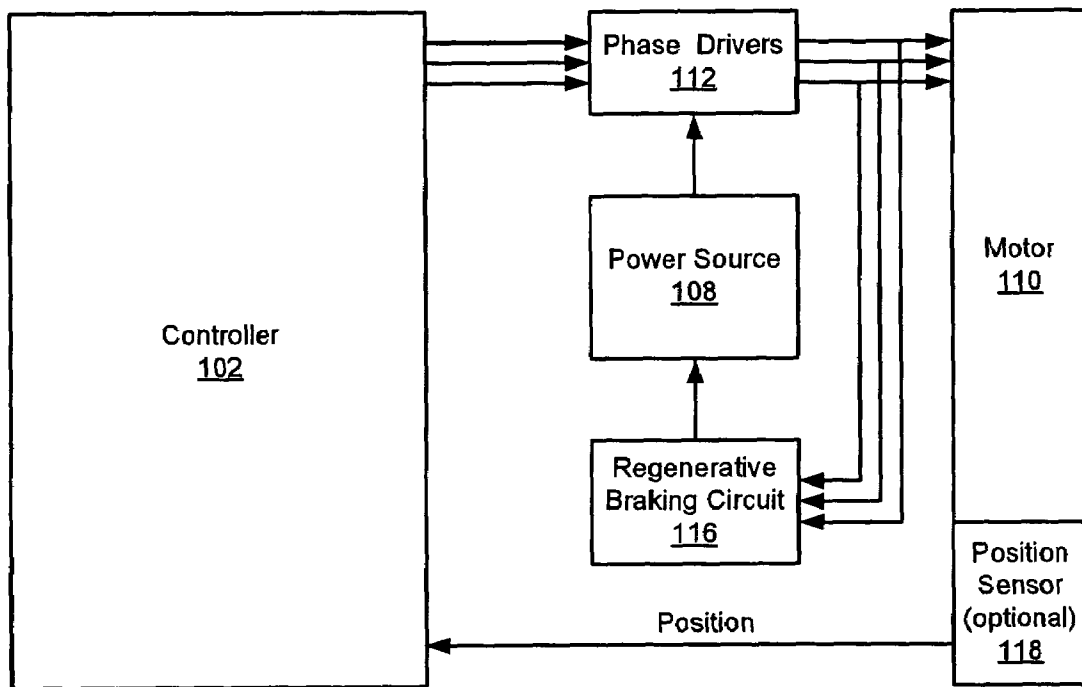 Phase Drivers
112
Power Source
108
Motor
110
Controller
102
Regenerative
Braking Circuit
116
Position
Sensor
(optional)
118
Position